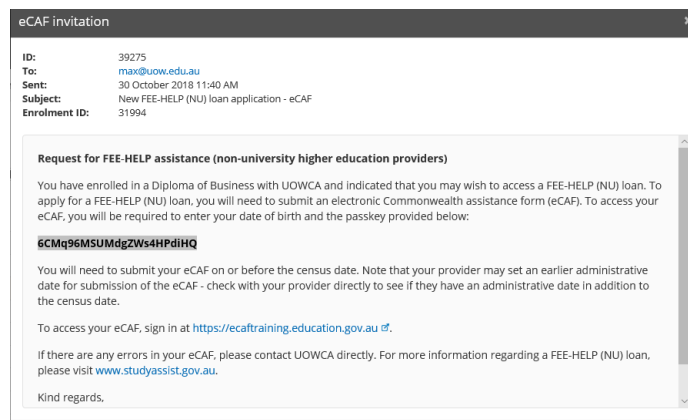 eCAF invitation
ID: 39275
To: max@uow.edu.au
Sent: 30 October 2018 11:40 AM
Subject: New FEE-HELP (NU) loan application - eCAF
Enrolment ID: 31994
Request for FEE-HELP assistance (non-university higher education providers)
You have enrolled in a Diploma of Business with UOWCA and indicated that you may wish to access a FEE-HELP (NU) loan. To
apply for a FEE-HELP (NU) loan, you will need to submit an electronic Commonwealth assistance form (eCAF). To access your
eCAF, you will be required to enter your date of birth and the passkey provided below:
6CMq96MSUMdgZWs4HPdiHQ
You will need to submit your eCAF on or before the census date. Note that your provider may set an earlier administrative
date for submission of the eCAF - check with your provider directly to see if they have an administrative date in addition to
the census date.
To access your eCAF, sign in at https://ecaftraining.education.gov.au.
If there are any errors in your eCAF, please contact UOWCA directly. For more information regarding a FEE-HELP (NU) loan,
please visit www.studyassist.gov.au.
Kind regards,